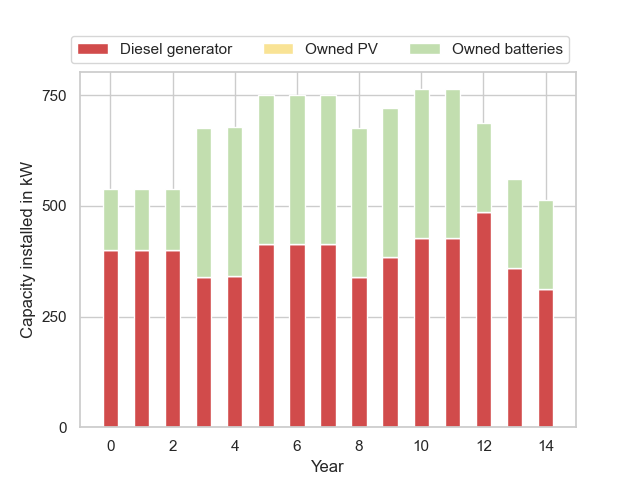 Diesel generator Owned PV Owned batteries
750
500
250
0
Capacity installed in kW
0 2 4 6 8 10 12 14
Year